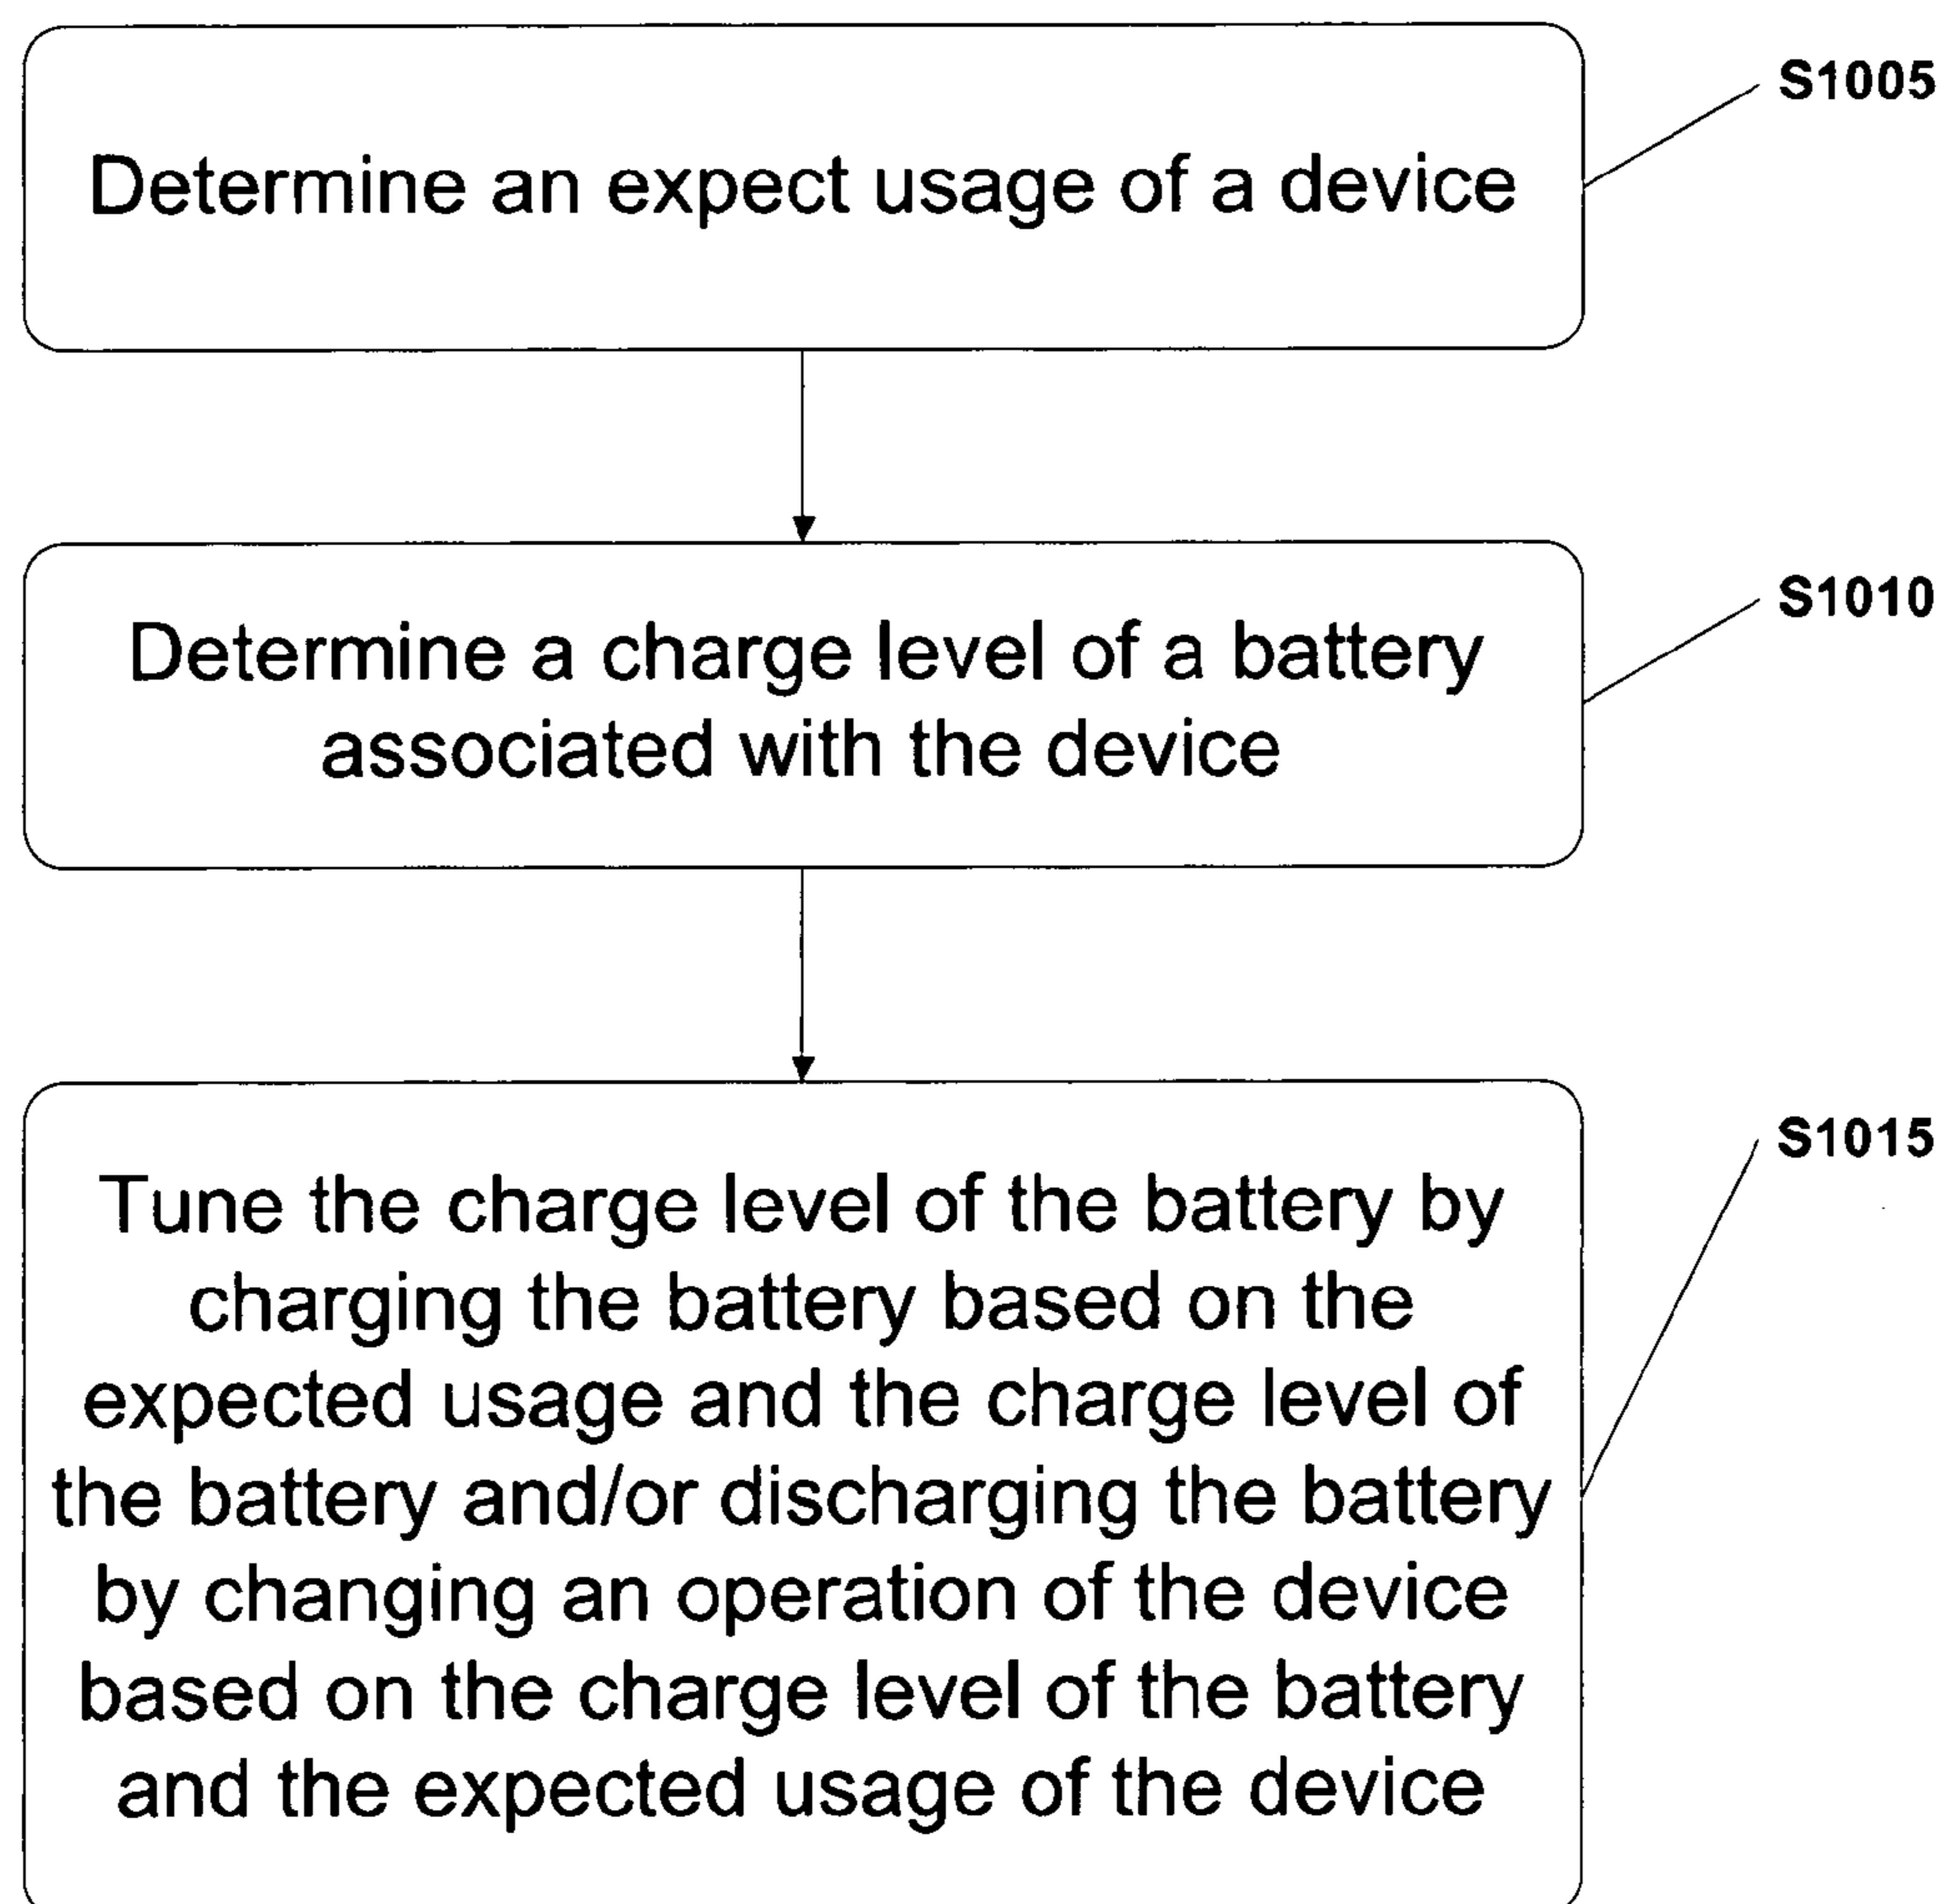 S1005
Determine an expect usage of a device
S1010
Determine a charge level of a battery
associated with the device
S1015
Tune the charge level of the battery by
charging the battery based on the
expected usage and the charge level of
the battery and/or discharging the battery
by changing an operation of the device
based on the charge level of the battery
and the expected usage of the device